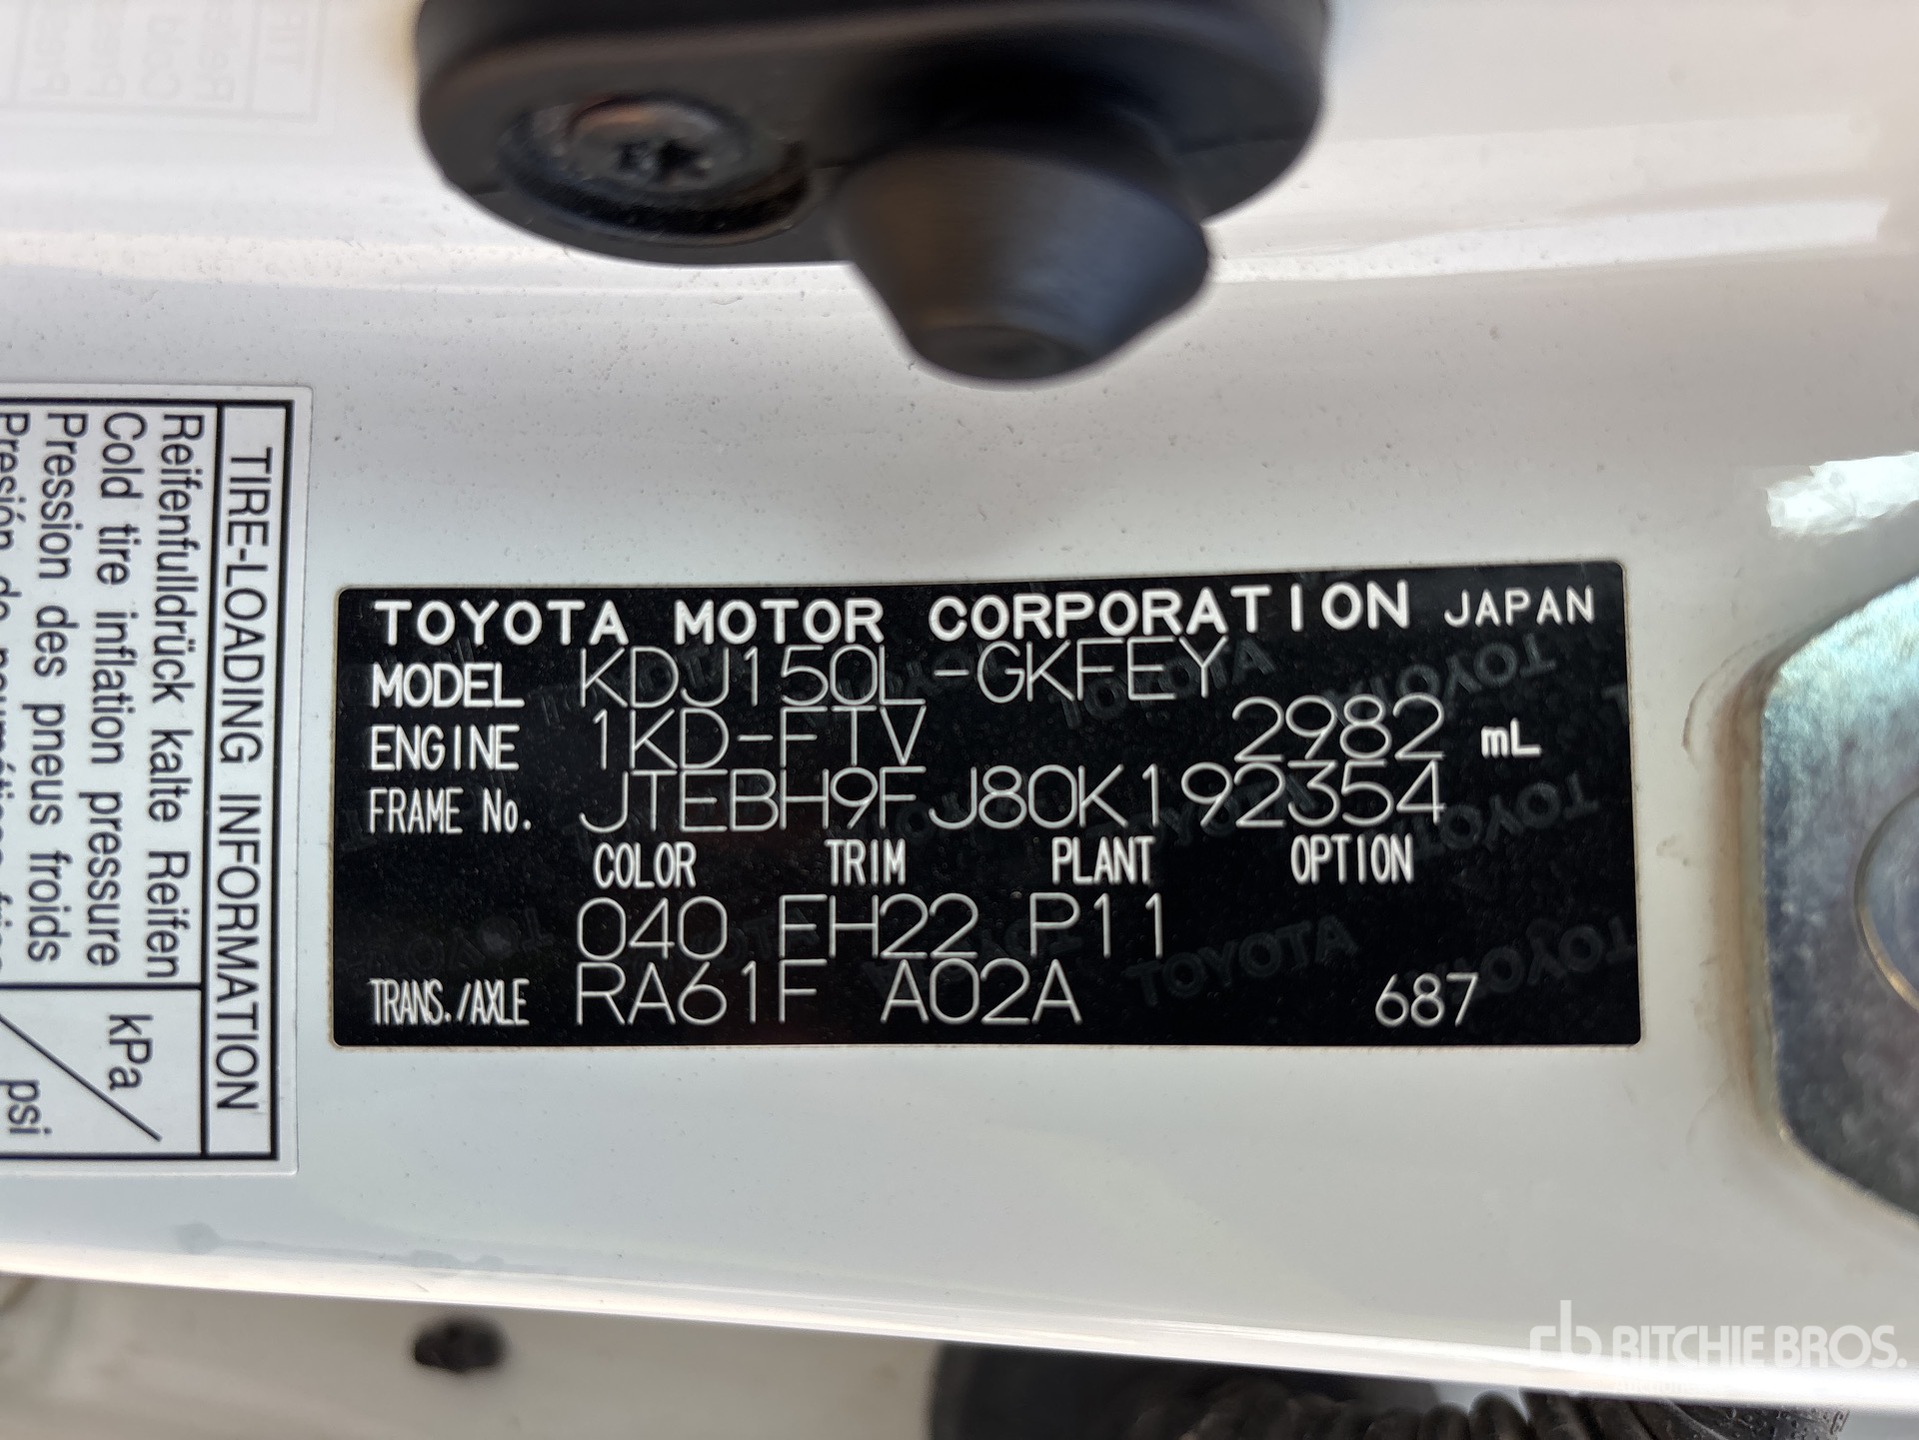 TOYOTA MOTOR CORPORATION JAPAN
MODEL KDJ150L-GKFEY
ENGINE 1KD-FTV 2982 mL
FRAME No. JTEBH9FJ80K192354
COLOR TRIM PLANT OPTION
040 FH22 P11
TRANS./AXLE RA61F A02A 687
TIRE-LOADING INFORMATION
Reifenfulldrück kalte Reifen
Cold tire inflation pressure
Pression des pneus froids
kPa/psi
RITCHIE BROS.